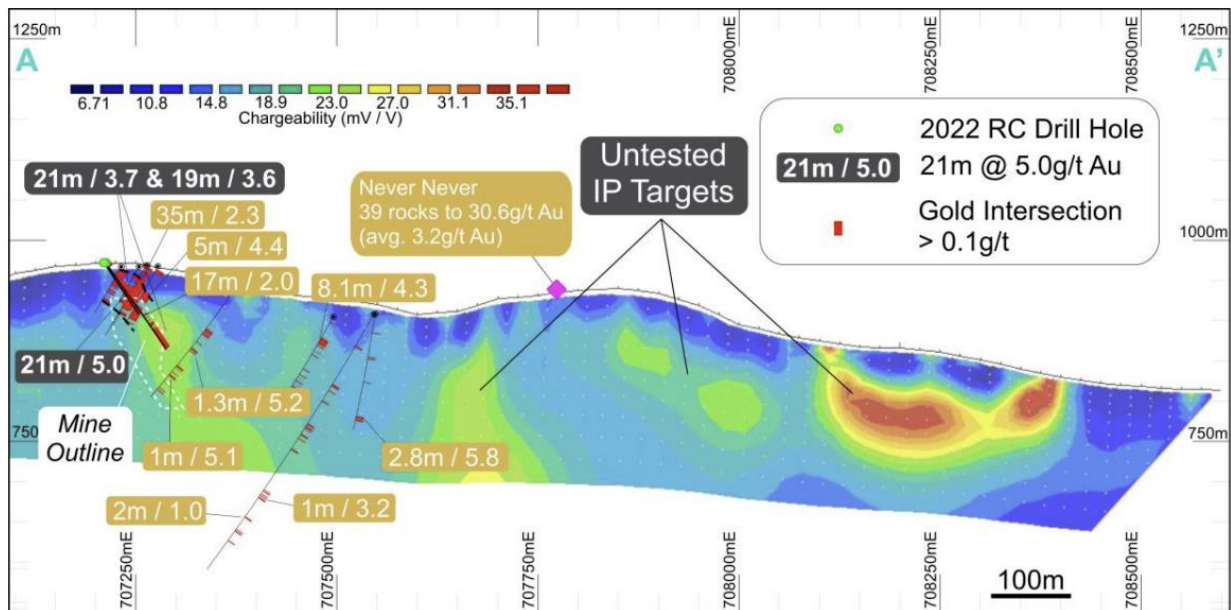 1250m
A
708000mE
708250mE
708500mE
1250m
A'
6.71 10.8 14.8 18.9 23.0 27.0 31.1 35.1
Chargeability (mV / V)
2022 RC Drill Hole
21m / 5.0
21m @ 5.0g/t Au
Gold Intersection
> 0.1g/t
Untested
IP Targets
21m / 3.7 & 19m / 3.6
35m / 2.3
5m / 4.4
17m / 2.0
Never Never
39 rocks to 30.6g/t Au
(avg. 3.2g/t Au)
8.1m / 4.3
1000m
21m / 5.0
Mine
Outline
1.3m / 5.2
1m / 5.1
2.8m / 5.8
2m / 1.0
1m / 3.2
750
750m
707250mE
707500mE
707750mE
708000mE
708250mE
708500mE
100m